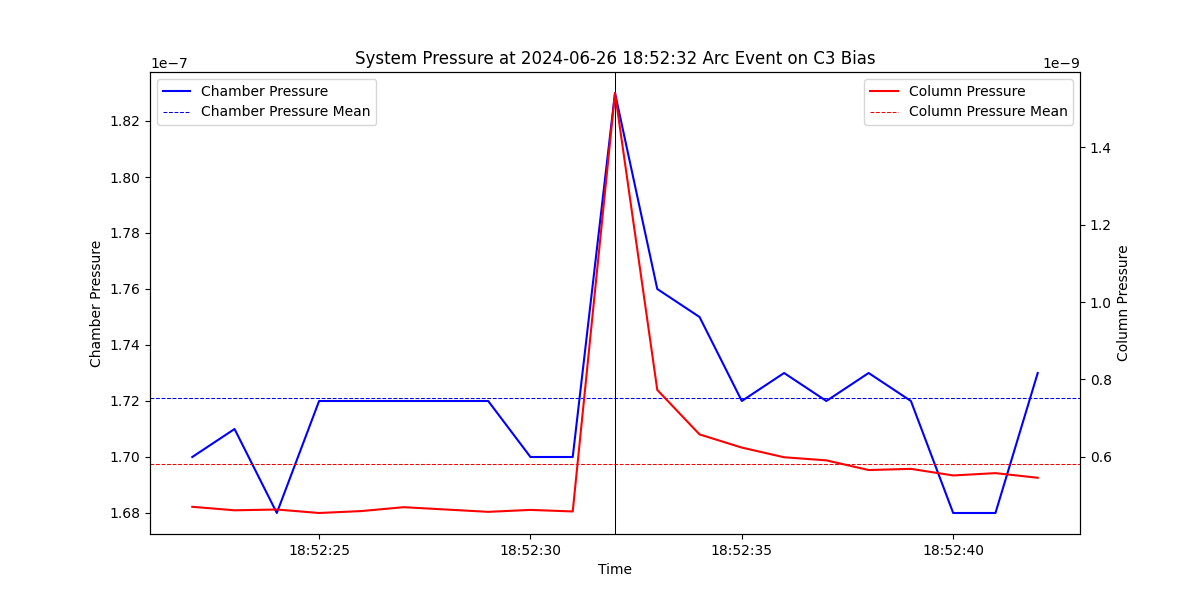 System Pressure at 2024-06-26 18:52:32 Arc Event on C3 Bias
1e−7
1e−9
Chamber Pressure
Chamber Pressure Mean
Column Pressure
Column Pressure Mean
1.82
1.80
1.78
1.76
1.74
1.72
1.70
1.68
Chamber Pressure
1.4
1.2
1.0
0.8
0.6
Column Pressure
18:52:25
18:52:30
18:52:35
18:52:40
Time